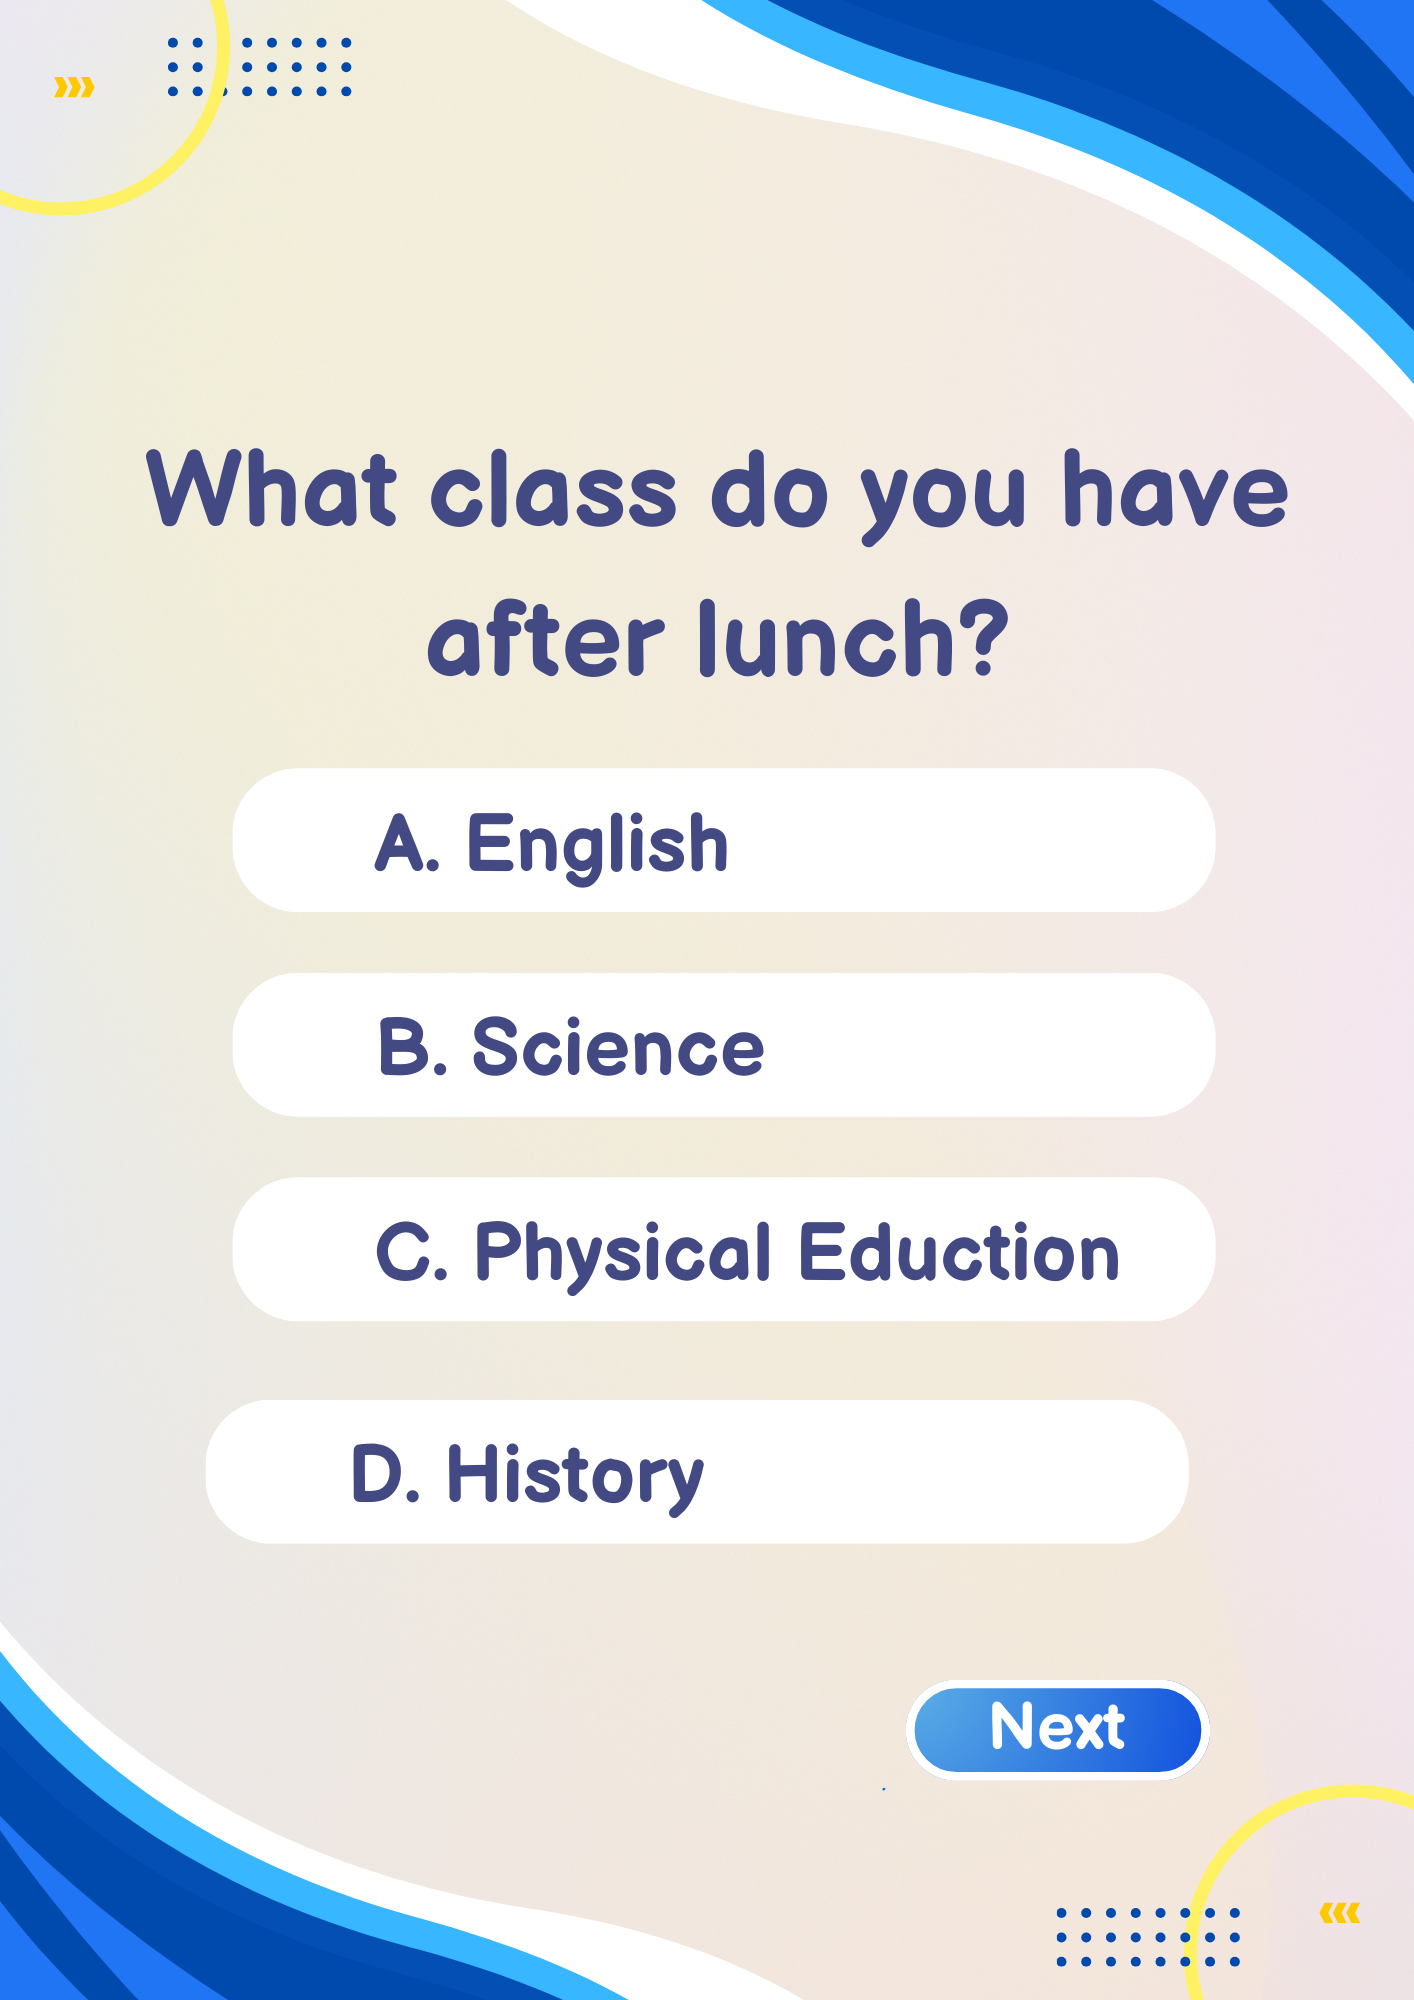 What class do you have
after lunch?
A. English
B. Science
C. Physical Eduction
D. History
Next